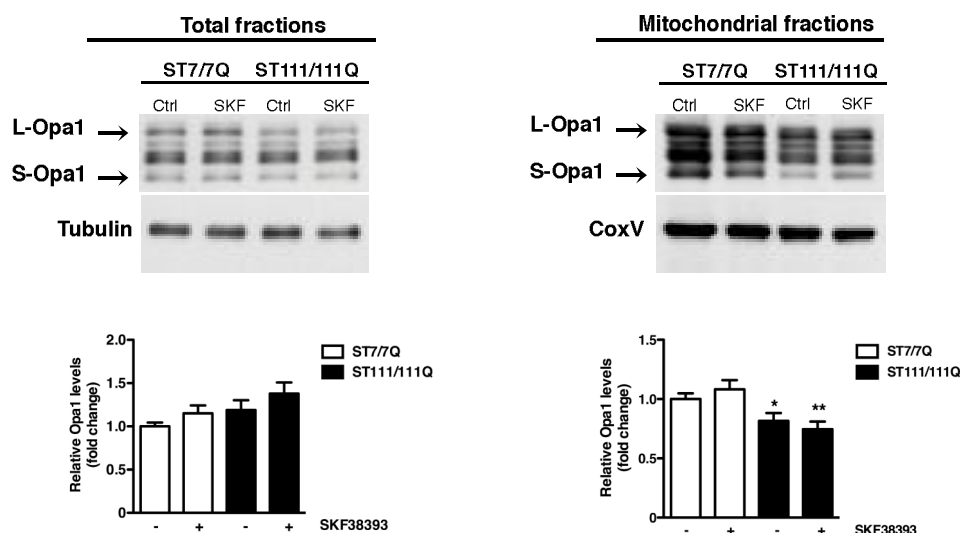 Total fractions
ST7/7Q ST111/111Q
Ctrl SKF Ctrl SKF
L-Opa1
S-Opa1
Tubulin
Mitochondrial fractions
ST7/7Q ST111/111Q
Ctrl SKF Ctrl SKF
L-Opa1
S-Opa1
CoxV
Relative Opa1 levels
(fold change)
2.0
1.5
1.0
0.5
0
- + - + SKF38393
ST7/7Q
ST111/111Q
Relative Opa1 levels
(fold change)
1.5
1.0
0.5
0
* **
- + - + SKF38393
ST7/7Q
ST111/111Q